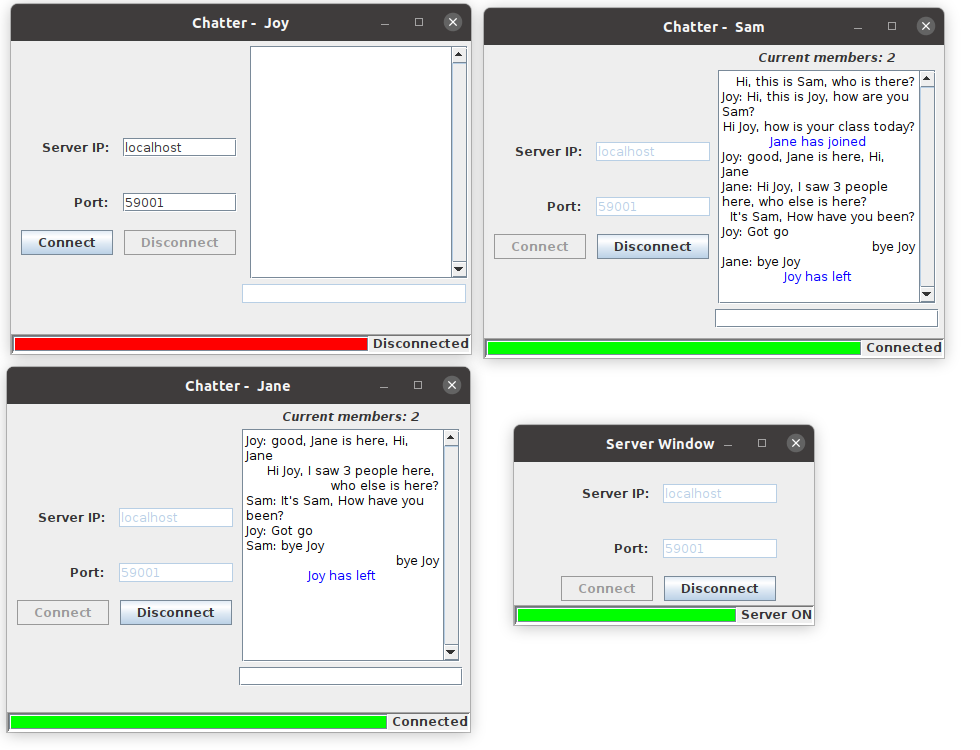 Chatter -  Joy
Server IP:
localhost
Port:
59001
Connect
Disconnect
Disconnected
Chatter -  Sam
Current members: 2
Hi, this is Sam, who is there?
Joy: Hi, this is Joy, how are you
Sam?
Hi Joy, how is your class today?
Jane has joined
Joy: good, Jane is here, Hi,
Jane
Jane: Hi Joy, I saw 3 people
here, who else is here?
It's Sam, How have you been?
Joy: Got go
bye Joy
Jane: bye Joy
Joy has left
Server IP:
localhost
Port:
59001
Connect
Disconnect
Connected
Chatter -  Jane
Current members: 2
Joy: good, Jane is here, Hi,
Jane
Hi Joy, I saw 3 people here,
who else is here?
Sam: It's Sam, How have you
been?
Joy: Got go
Sam: bye Joy
bye Joy
Joy has left
Server IP:
localhost
Port:
59001
Connect
Disconnect
Connected
Server Window
Server IP:
localhost
Port:
59001
Connect
Disconnect
Server ON